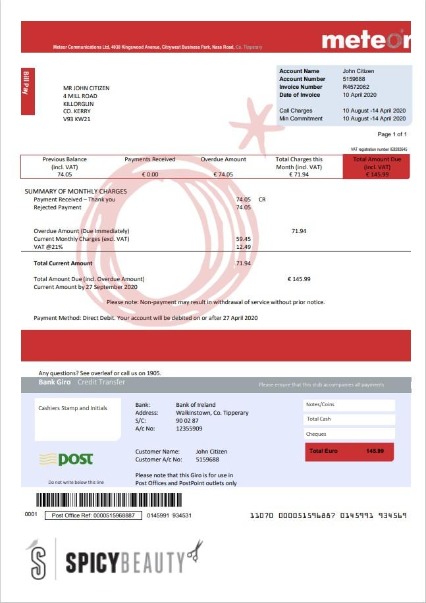 Meteor Communications Ltd, 4030 Kingswood Avenue, Citywest Business Park, Naas Road, Co. Tipperary
meteor
Bill Pay
MR JOHN CITIZEN
4 MILL ROAD
KILLORGLIN
CO. KERRY
V93 KW21
Account Name John Citizen
Account Number 5159688
Invoice Number R4572062
Date of Invoice 10 April 2020
Call Charges 10 August -14 April 2020
Min Commitment 10 August -14 April 2020
Page 1 of 1
VAT registration number
Previous Balance Payments Received Overdue Amount Total Charges this Total Amount Due
(incl. VAT) Month (incl. VAT) (incl. VAT)
74.05 € 0.00 € 74.05 € 71.94 € 145.99
SUMMARY OF MONTHLY CHARGES
Payment Received – Thank you 74.05 CR
Rejected Payment 74.05
Overdue Amount (Due Immediately) 71.94
Current Monthly Charges (excl. VAT) 59.45
VAT @21% 12.49
Total Current Amount 71.94
Total Amount Due (incl. Overdue Amount) € 145.99
Current Amount by 27 September 2020
Please note: Non-payment may result in withdrawal of service without prior notice.
Payment Method: Direct Debit. Your account will be debited on or after 27 April 2020
Any questions? See overleaf or call us on 1905.
Bank Giro Credit Transfer
Please ensure that this slip accompanies all payments
Cashiers Stamp and Initials
Bank: Bank of Ireland
Address: Walkinstown, Co. Tipperary
S/C: 90 02 87
A/c No: 12355909
Notes/Coins
Total Cash
Cheques
Total Euro 145.99
post
Customer Name: John Citizen
Customer A/c No: 5159688
Do not write below this line
Please note that this Giro is for use in
Post Offices and PostPoint outlets only
0001 Post Office Ref: 0000515968887 0145991 934531
11070 000051596887 0145991 934569
SPICYBEAUTY